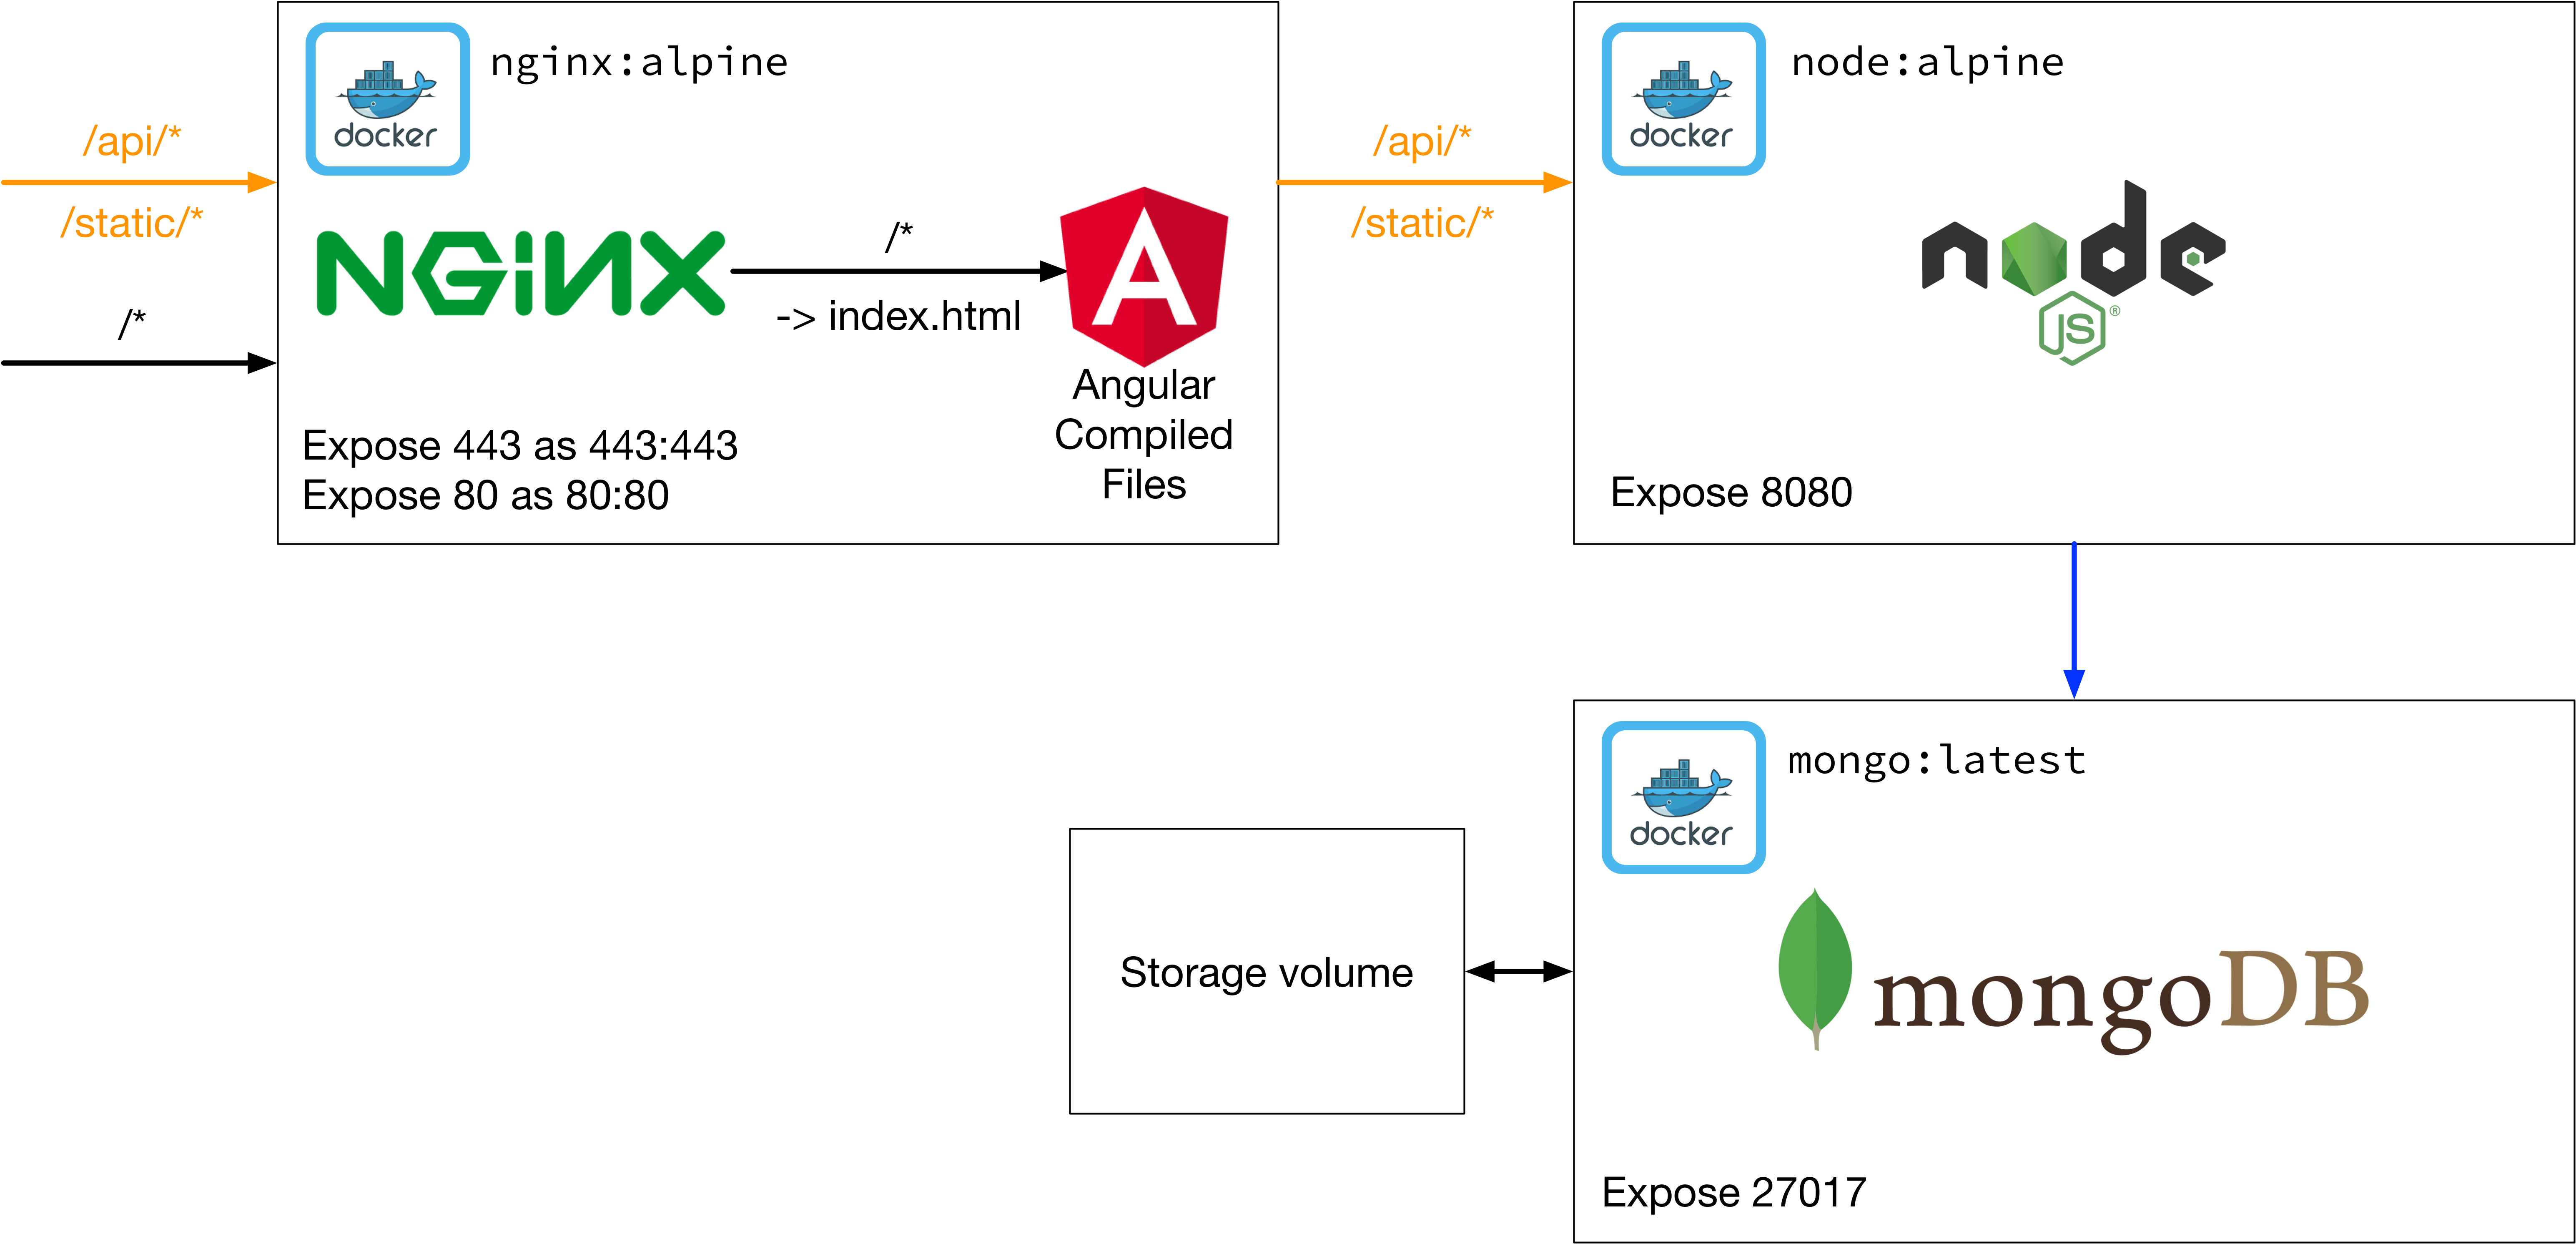 /api/*
/static/*
/*
docker
nginx:alpine
NGINX
/*
-> index.html
Angular
Compiled
Files
Expose 443 as 443:443
Expose 80 as 80:80
/api/*
/static/*
docker
node:alpine
node
JS®
Expose 8080
docker
mongo:latest
mongoDB
Expose 27017
Storage volume